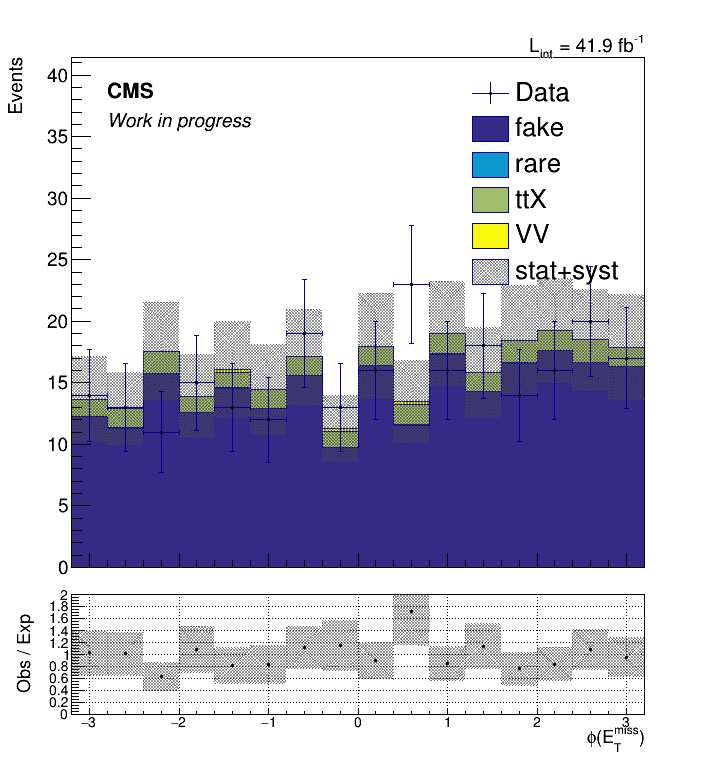 L_int = 41.9 fb^-1
Events
40
35
30
25
20
15
10
5
0
CMS
Work in progress
Data
fake
rare
ttX
VV
stat+syst
Obs / Exp
2
1.8
1.6
1.4
1.2
1
0.8
0.6
0.4
0.2
0
−3 −2 −1 0 1 2 3
ϕ(E_T^miss)